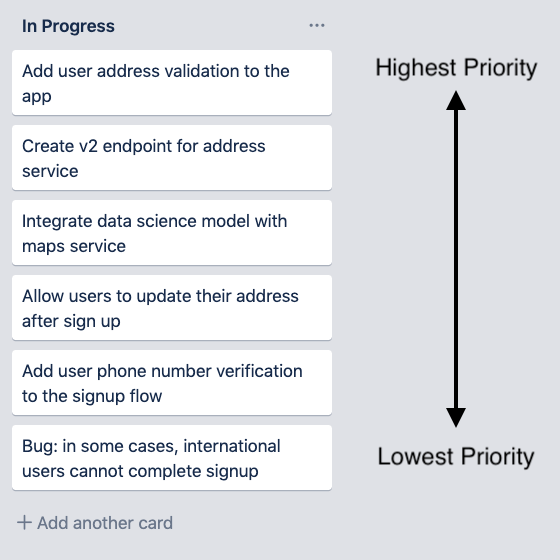 In Progress
Highest Priority
Add user address validation to the
app
Create v2 endpoint for address
service
Integrate data science model with
maps service
Allow users to update their address
after sign up
Add user phone number verification
to the signup flow
Bug: in some cases, international
users cannot complete signup
Lowest Priority
+ Add another card